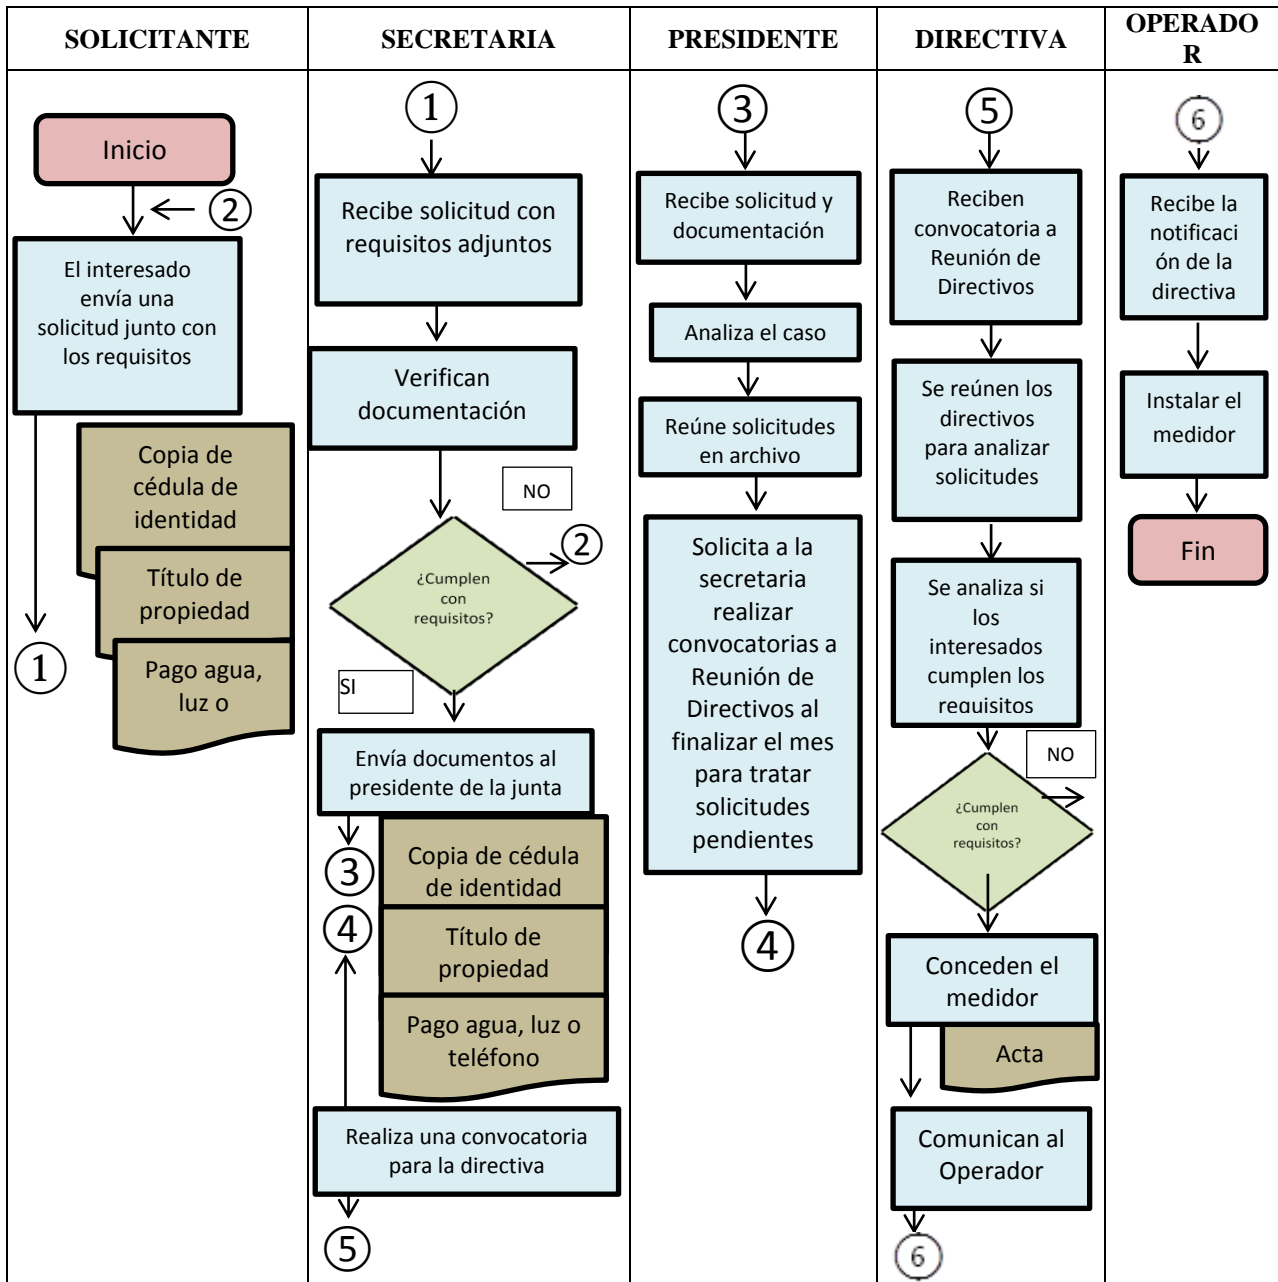 SOLICITANTE
SECRETARIA
PRESIDENTE
DIRECTIVA
OPERADO
R
Inicio
2
El interesado
envía una
solicitud junto con
los requisitos
Copia de
cédula de
identidad
Título de
propiedad
Pago agua,
luz o
1
1
Recibe solicitud con
requisitos adjuntos
Verifican
documentación
NO
2
¿Cumplen
con
requisitos?
SI
Envía documentos al
presidente de la junta
3
Copia de cédula
de identidad
4
Título de
propiedad
Pago agua, luz o
teléfono
Realiza una convocatoria
para la directiva
5
3
Recibe solicitud y
documentación
Analiza el caso
Reúne solicitudes
en archivo
Solicita a la
secretaria
realizar
convocatorias a
Reunión de
Directivos al
finalizar el mes
para tratar
solicitudes
pendientes
4
5
Reciben
convocatoria a
Reunión de
Directivos
Se reúnen los
directivos
para analizar
solicitudes
Se analiza si
los
interesados
cumplen los
requisitos
NO
¿Cumplen
con
requisitos?
Conceden el
medidor
Acta
Comunican al
Operador
6
6
Recibe la
notificaci
ón de la
directiva
Instalar el
medidor
Fin